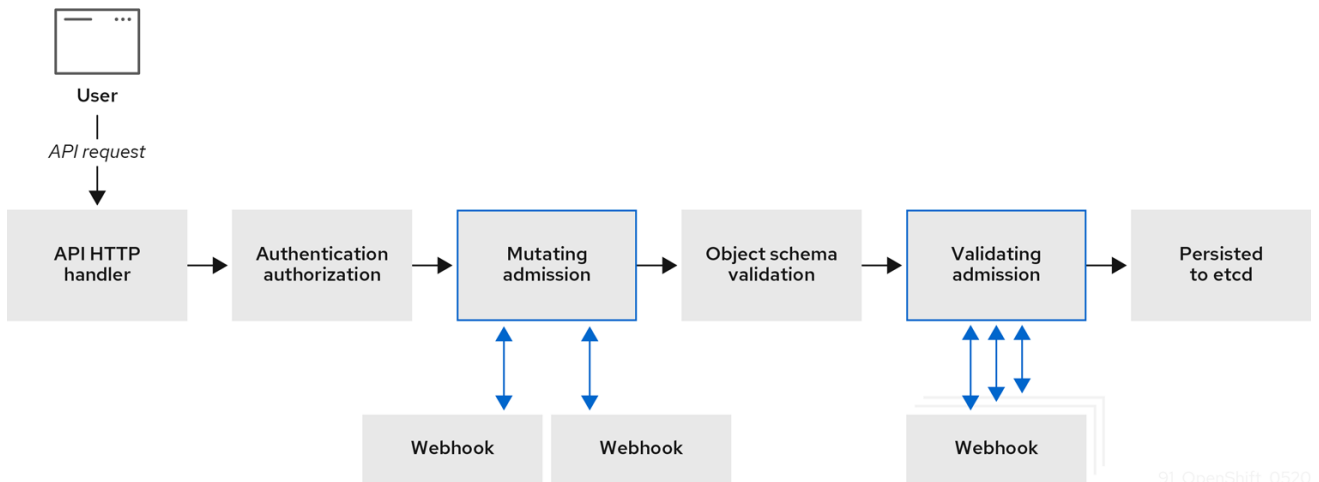 User
API request
API HTTP
handler
Authentication
authorization
Mutating
admission
Object schema
validation
Validating
admission
Persisted
to etcd
Webhook
Webhook
Webhook
91_OpenShift_0520